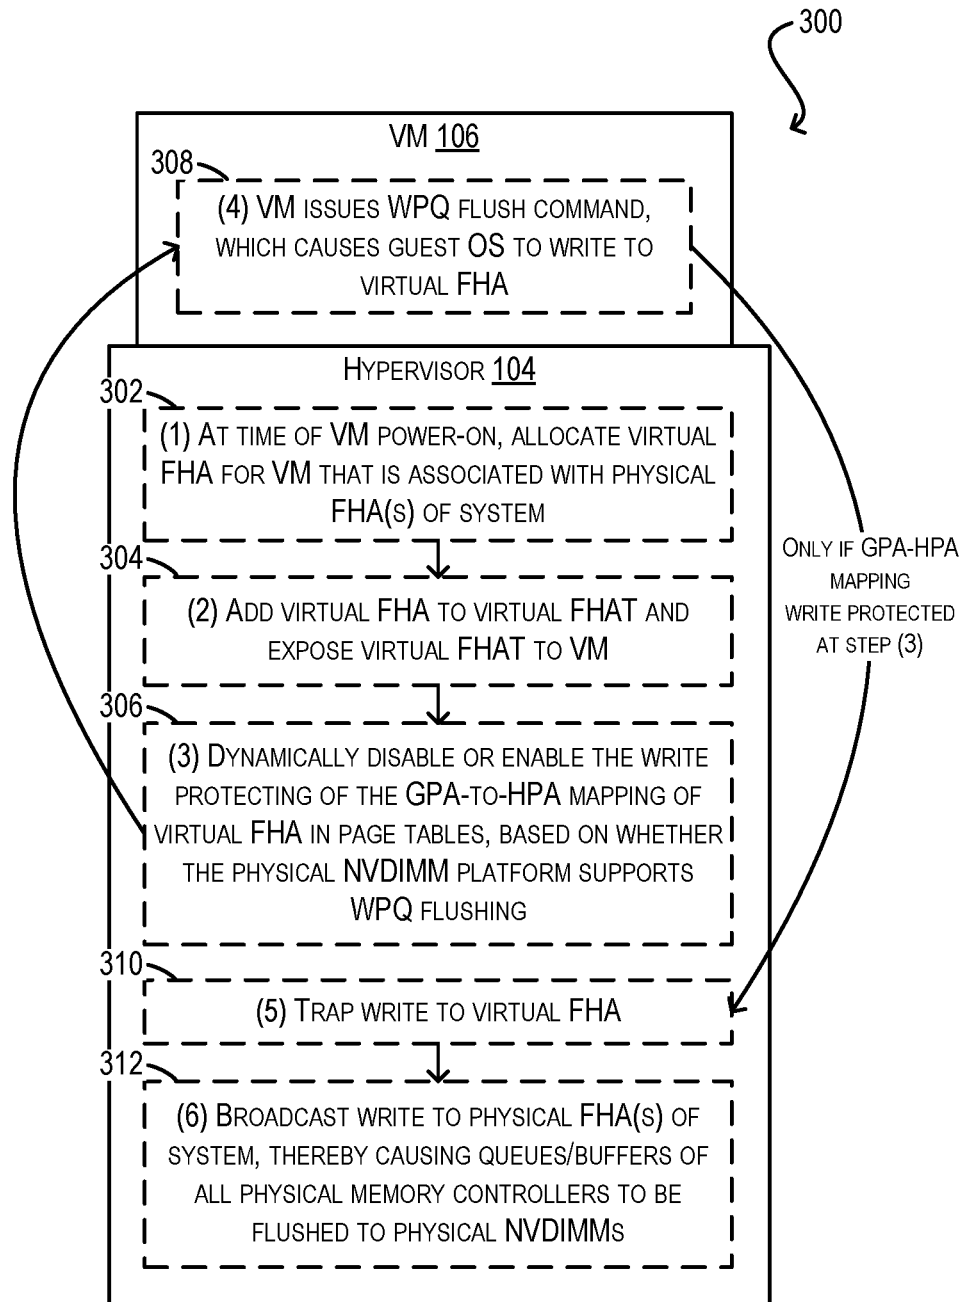 300
VM 106
308
(4) VM ISSUES WPQ FLUSH COMMAND,
WHICH CAUSES GUEST OS TO WRITE TO
VIRTUAL FHA
HYPERVISOR 104
302
(1) AT TIME OF VM POWER-ON, ALLOCATE VIRTUAL
FHA FOR VM THAT IS ASSOCIATED WITH PHYSICAL
FHA(S) OF SYSTEM
304
(2) ADD VIRTUAL FHA TO VIRTUAL FHAT AND
EXPOSE VIRTUAL FHAT TO VM
ONLY IF GPA-HPA
MAPPING
WRITE PROTECTED
AT STEP (3)
306
(3) DYNAMICALLY DISABLE OR ENABLE THE WRITE
PROTECTING OF THE GPA-TO-HPA MAPPING OF
VIRTUAL FHA IN PAGE TABLES, BASED ON WHETHER
THE PHYSICAL NVDIMM PLATFORM SUPPORTS
WPQ FLUSHING
310
(5) TRAP WRITE TO VIRTUAL FHA
312
(6) BROADCAST WRITE TO PHYSICAL FHA(S) OF
SYSTEM, THEREBY CAUSING QUEUES/BUFFERS OF
ALL PHYSICAL MEMORY CONTROLLERS TO BE
FLUSHED TO PHYSICAL NVDIMMS